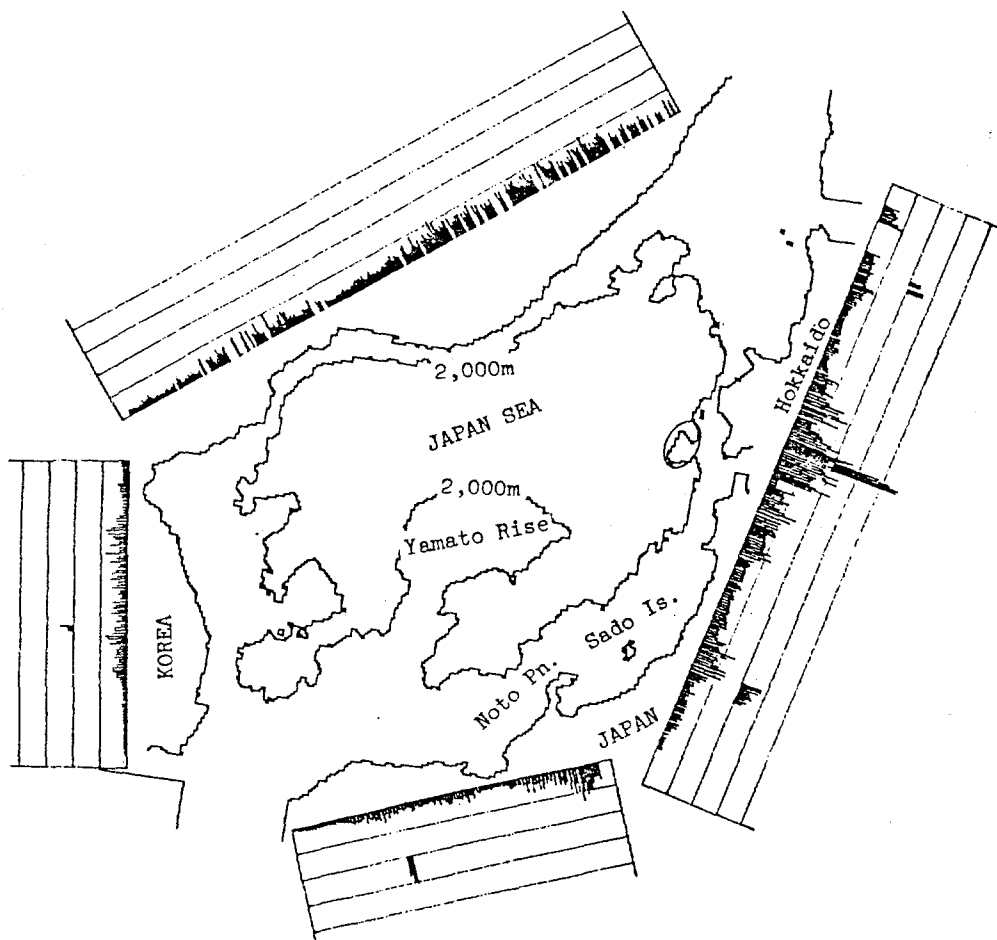 2,000m
JAPAN SEA
2,000m
Yamato Rise
Hokkaido
KOREA
Sado Is.
Noto Pn.
JAPAN